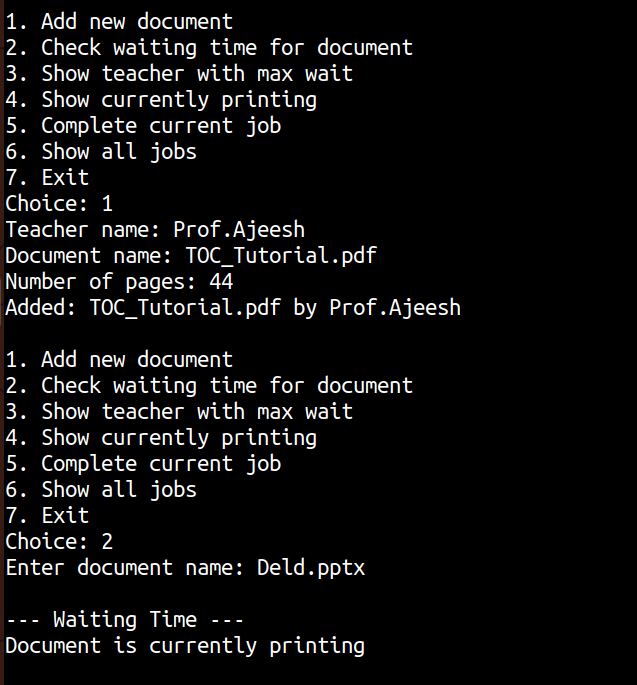 1. Add new document
2. Check waiting time for document
3. Show teacher with max wait
4. Show currently printing
5. Complete current job
6. Show all jobs
7. Exit
Choice: 1
Teacher name: Prof.Ajeesh
Document name: TOC_Tutorial.pdf
Number of pages: 44
Added: TOC_Tutorial.pdf by Prof.Ajeesh
1. Add new document
2. Check waiting time for document
3. Show teacher with max wait
4. Show currently printing
5. Complete current job
6. Show all jobs
7. Exit
Choice: 2
Enter document name: Deld.pptx
--- Waiting Time ---
Document is currently printing